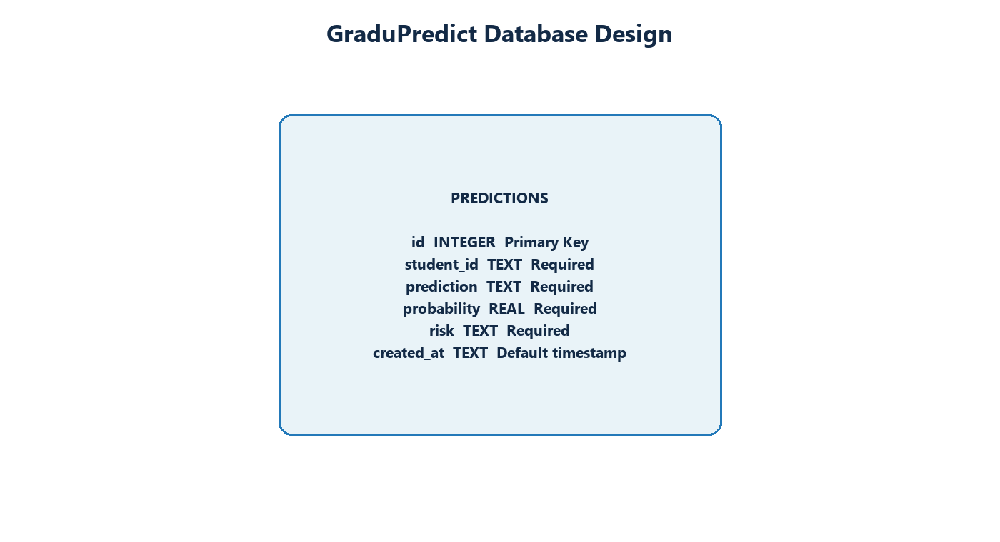 GraduPredict Database Design
PREDICTIONS
id INTEGER Primary Key
student_id TEXT Required
prediction TEXT Required
probability REAL Required
risk TEXT Required
created_at TEXT Default timestamp